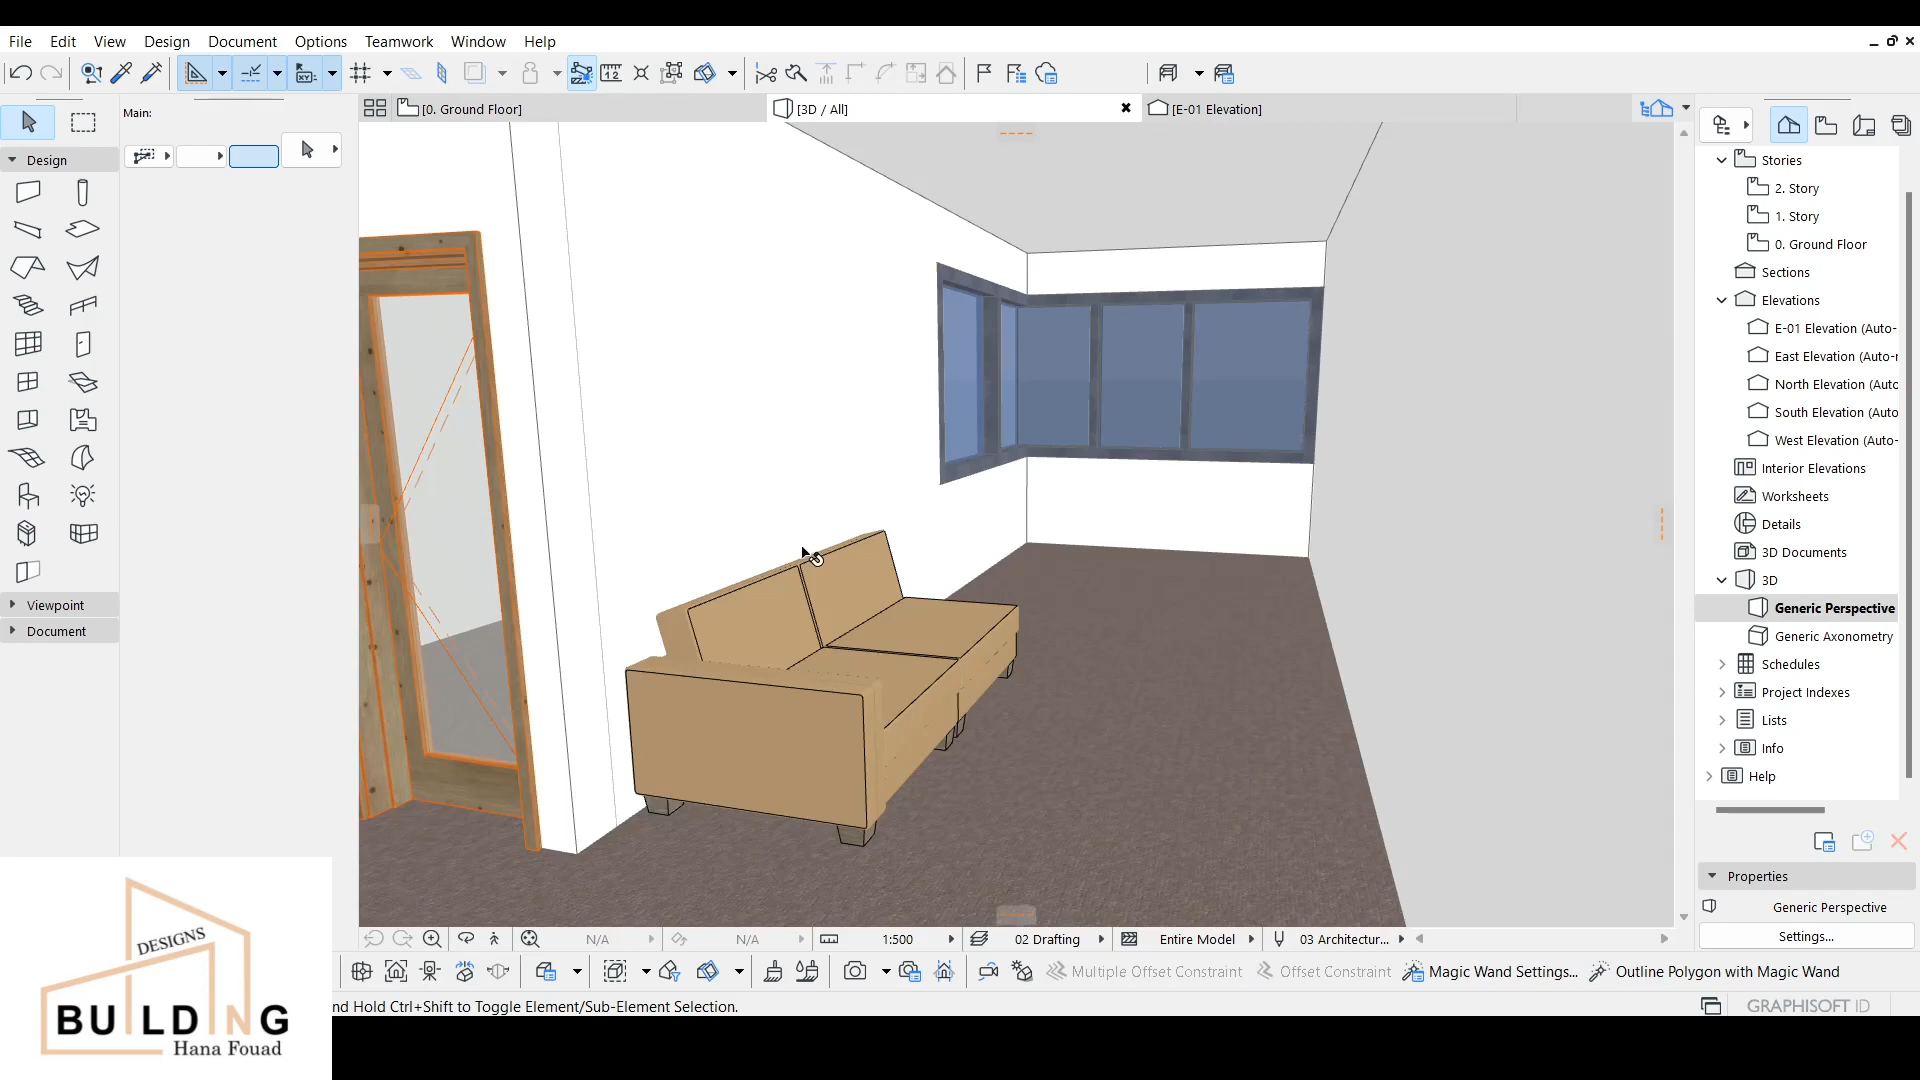 File Edit View Design Document Options Teamwork Window Help
Main:
[0. Ground Floor]
[3D / All]
[E-01 Elevation]
Design
Viewpoint
Document
Stories
2. Story
1. Story
0. Ground Floor
Sections
Elevations
E-01 Elevation (Auto-
East Elevation (Auto-r
North Elevation (Auto
South Elevation (Auto
West Elevation (Auto-
Interior Elevations
Worksheets
Details
3D Documents
3D
Generic Perspective
Generic Axonometry
Schedules
Project Indexes
Lists
Info
Help
Properties
Generic Perspective
Settings...
N/A N/A 1:500 02 Drafting Entire Model 03 Architectur...
Multiple Offset Constraint Offset Constraint Magic Wand Settings... Outline Polygon with Magic Wand
nd Hold Ctrl+Shift to Toggle Element/Sub-Element Selection.
GRAPHISOFT ID
DESIGNS
BUILDING
Hana Fouad